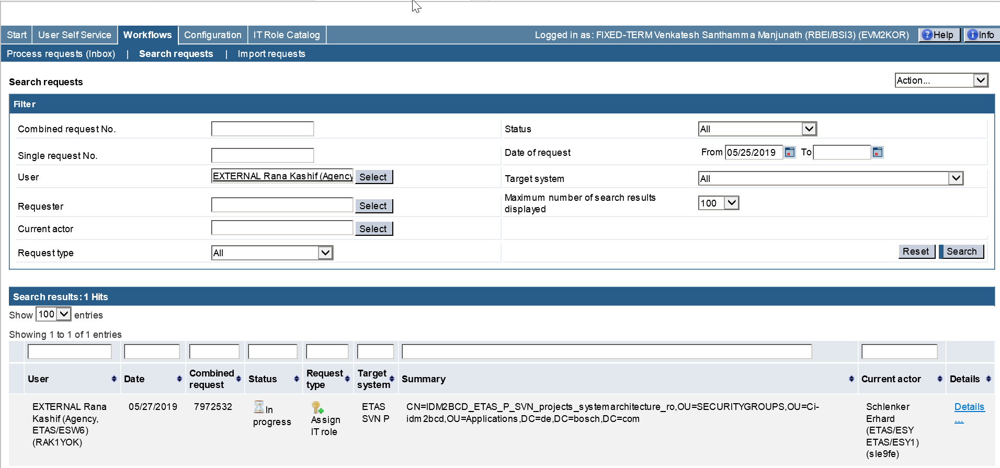 Start User Self Service Workflows Configuration IT Role Catalog Logged in as: FIXED-TERM Venkatesh Santhamma Manjunath (RBEI/BSI3) (EVM2KOR) Help Info
Process requests (Inbox) | Search requests | Import requests
Search requests Action...
Filter
Combined request No. Status All
Single request No. Date of request From 05/25/2019 To
User EXTERNAL Rana Kashif (Agency Select Target system All
Requester Select Maximum number of search results displayed 100
Current actor Select
Request type All Reset Search
Search results: 1 Hits
Show 100 entries
Showing 1 to 1 of 1 entries
User Date Combined request Status Request type Target system Summary Current actor Details
EXTERNAL Rana Kashif (Agency, ETAS/ESW6) (RAK1YOK) 05/27/2019 7972532 In progress Assign IT role ETAS SVN P CN=IDM2BCD_ETAS_P_SVN_projects_systemarchitecture_ro,OU=SECURITYGROUPS,OU=Ci-idm2bcd,OU=Applications,DC=de,DC=bosch,DC=com Schlenker Erhard (ETAS/ESY ETAS/ESY1) (sle9fe) Details ...